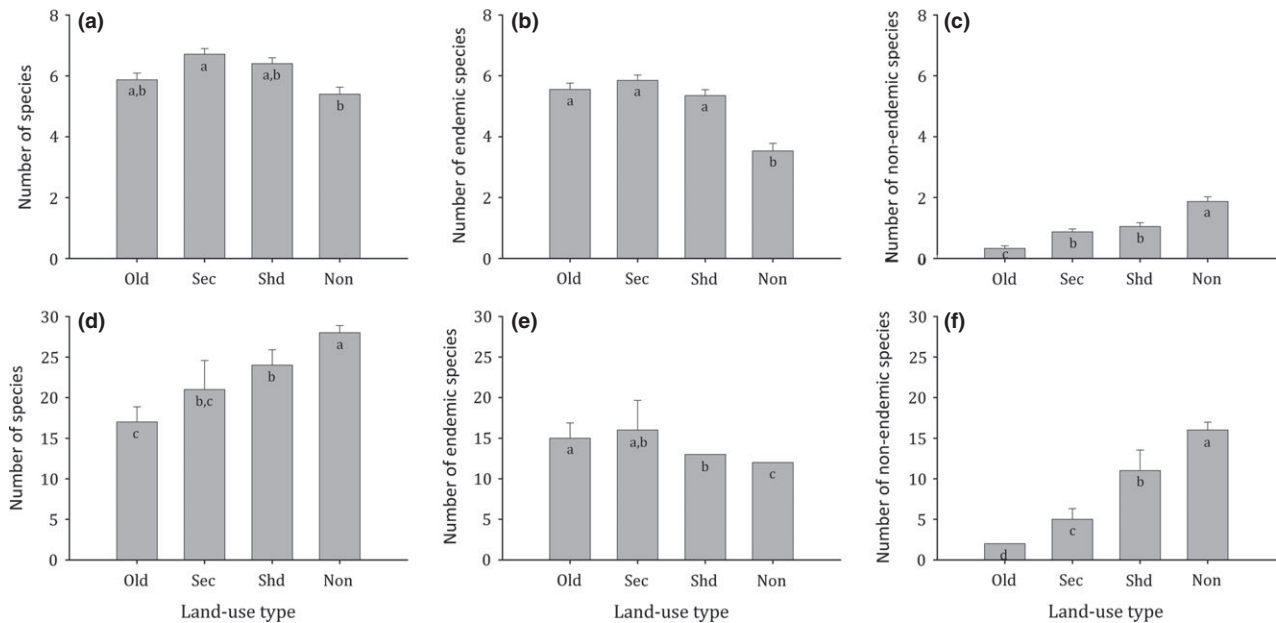 (a)
Number of species
8
6
4
2
0
a,b
a
a,b
b
Old Sec Shd Non
(b)
Number of endemic species
8
6
4
2
0
a
a
a
b
Old Sec Shd Non
(c)
Number of non-endemic species
8
6
4
2
0
c
b
b
a
Old Sec Shd Non
(d)
Number of species
30
25
20
15
10
5
0
c
b,c
b
a
Old Sec Shd Non
Land-use type
(e)
Number of endemic species
30
25
20
15
10
5
0
a
a,b
b
c
Old Sec Shd Non
Land-use type
(f)
Number of non-endemic species
30
25
20
15
10
5
0
d
c
b
a
Old Sec Shd Non
Land-use type